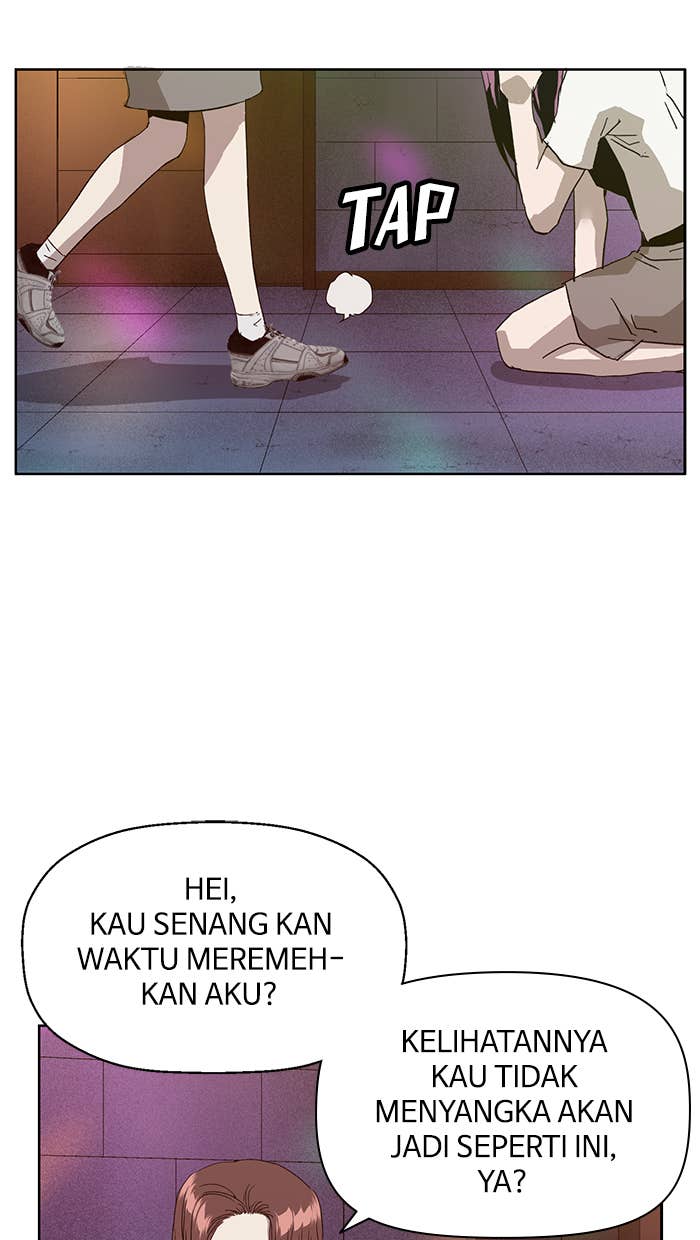 TAP
HEI,
KAU SENANG KAN
WAKTU MEREMEH-
KAN AKU?
KELIHATANNYA
KAU TIDAK
MENYANGKA AKAN
JADI SEPERTI INI,
YA?